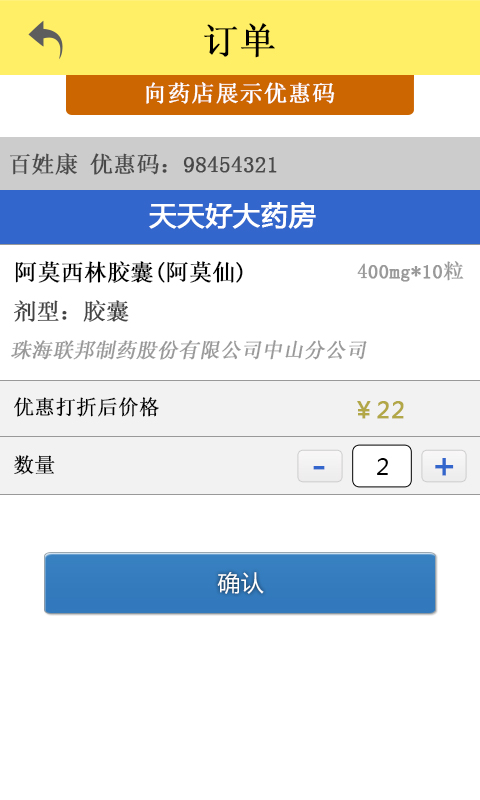 订单
向药店展示优惠码
百姓康 优惠码：98454321
天天好大药房
阿莫西林胶囊(阿莫仙) 400mg*10粒
剂型：胶囊
珠海联邦制药股份有限公司中山分公司
优惠打折后价格 ¥22
数量 - 2 +
确认